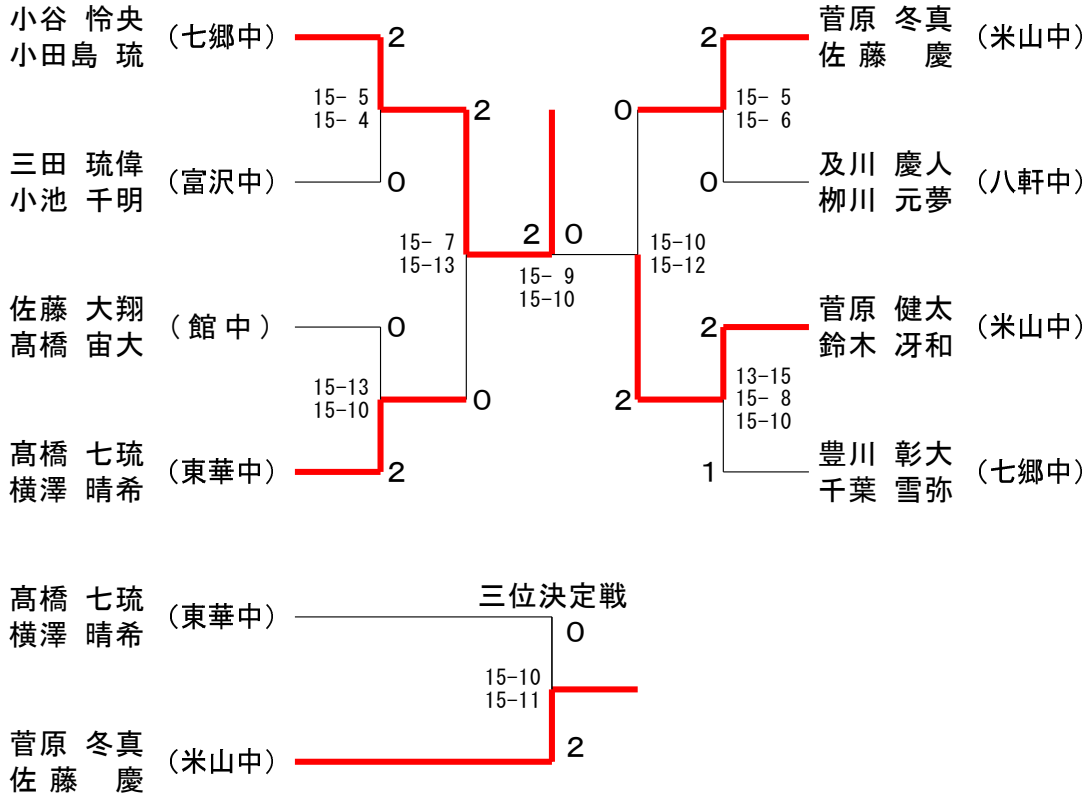 小谷 怜央
小田島 琉
(七郷中)
2
15- 5
15- 4
2
三田 琉偉
小池 千明
(富沢中)
0
15- 7
15-13
佐藤 大翔
髙橋 宙大
(館中)
0
15-13
15-10
0
髙橋 七琉
横澤 晴希
(東華中)
2
2
0
15- 9
15-10
菅原 冬真
佐藤 慶
(米山中)
2
0
15- 5
15- 6
及川 慶人
栁川 元夢
(八軒中)
0
15-10
15-12
菅原 健太
鈴木 冴和
(米山中)
2
13-15
15- 8
15-10
2
豊川 彰大
千葉 雪弥
(七郷中)
1
三位決定戦
髙橋 七琉
横澤 晴希
(東華中)
0
15-10
15-11
菅原 冬真
佐藤 慶
(米山中)
2